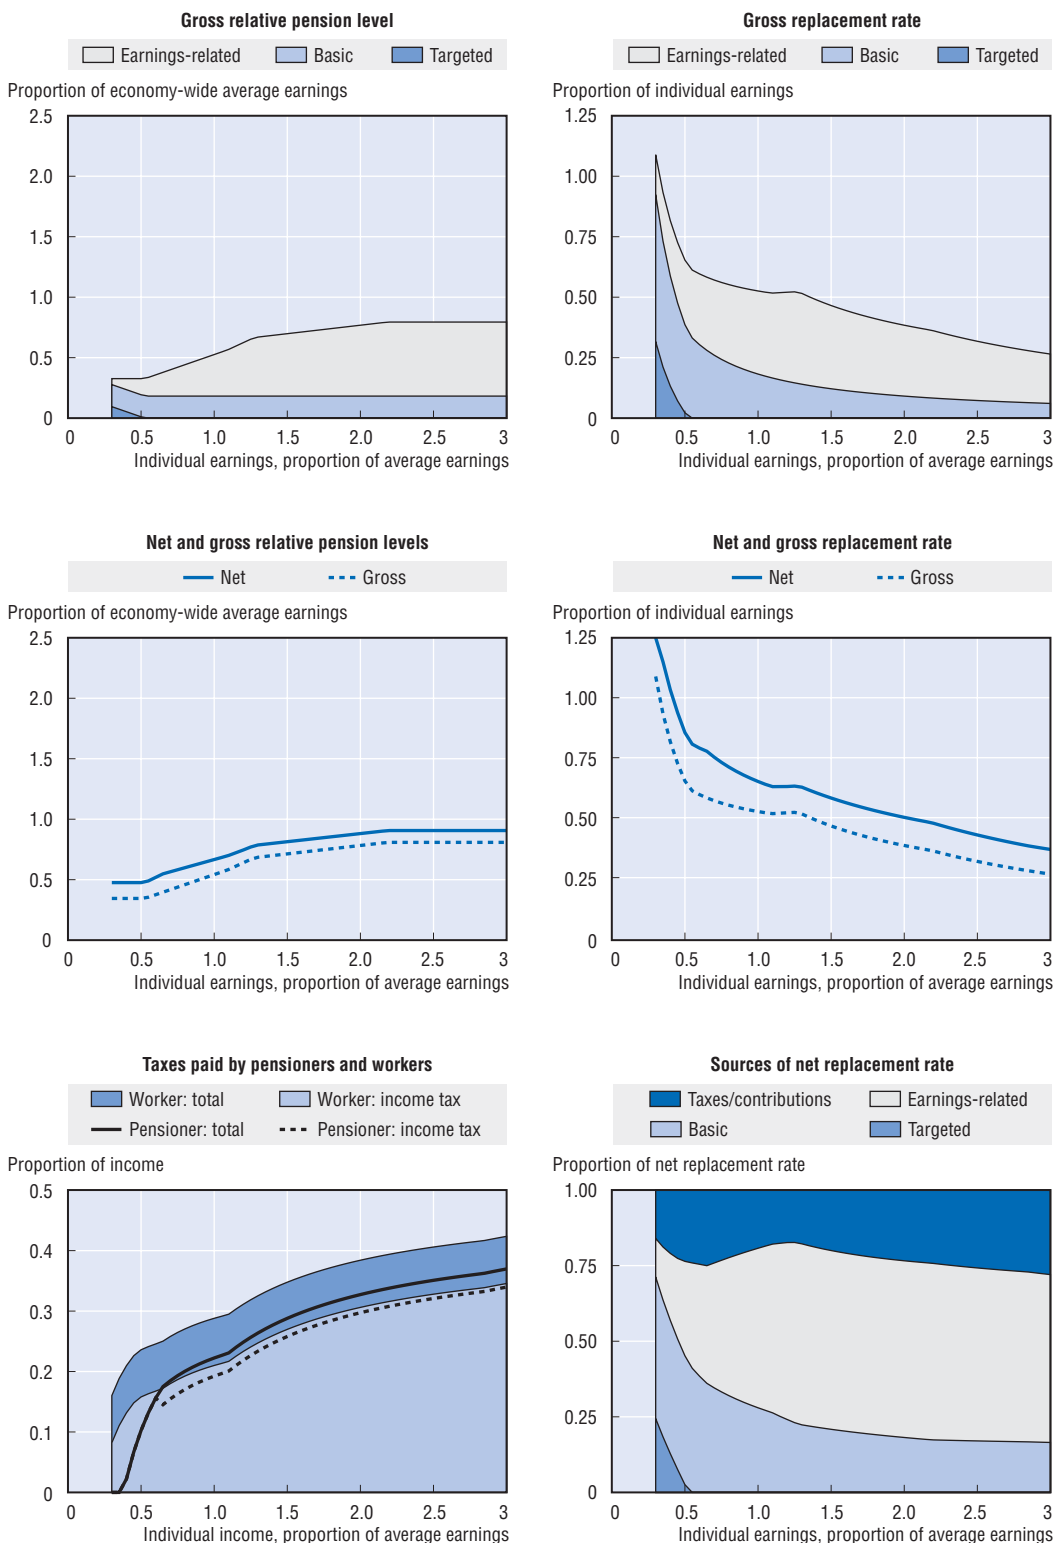 Gross relative pension level
Earnings-related Basic Targeted
Proportion of economy-wide average earnings
2.5
2.0
1.5
1.0
0.5
0
0 0.5 1.0 1.5 2.0 2.5 3
Individual earnings, proportion of average earnings
Gross replacement rate
Earnings-related Basic Targeted
Proportion of individual earnings
1.25
1.00
0.75
0.50
0.25
0
0 0.5 1.0 1.5 2.0 2.5 3
Individual earnings, proportion of average earnings
Net and gross relative pension levels
Net Gross
Proportion of economy-wide average earnings
2.5
2.0
1.5
1.0
0.5
0
0 0.5 1.0 1.5 2.0 2.5 3
Individual earnings, proportion of average earnings
Net and gross replacement rate
Net Gross
Proportion of individual earnings
1.25
1.00
0.75
0.50
0.25
0
0 0.5 1.0 1.5 2.0 2.5 3
Individual earnings, proportion of average earnings
Taxes paid by pensioners and workers
Worker: total Worker: income tax
Pensioner: total Pensioner: income tax
Proportion of income
0.5
0.4
0.3
0.2
0.1
0
0 0.5 1.0 1.5 2.0 2.5 3
Individual income, proportion of average earnings
Sources of net replacement rate
Taxes/contributions Earnings-related
Basic Targeted
Proportion of net replacement rate
1.00
0.75
0.50
0.25
0
0 0.5 1.0 1.5 2.0 2.5 3
Individual earnings, proportion of average earnings